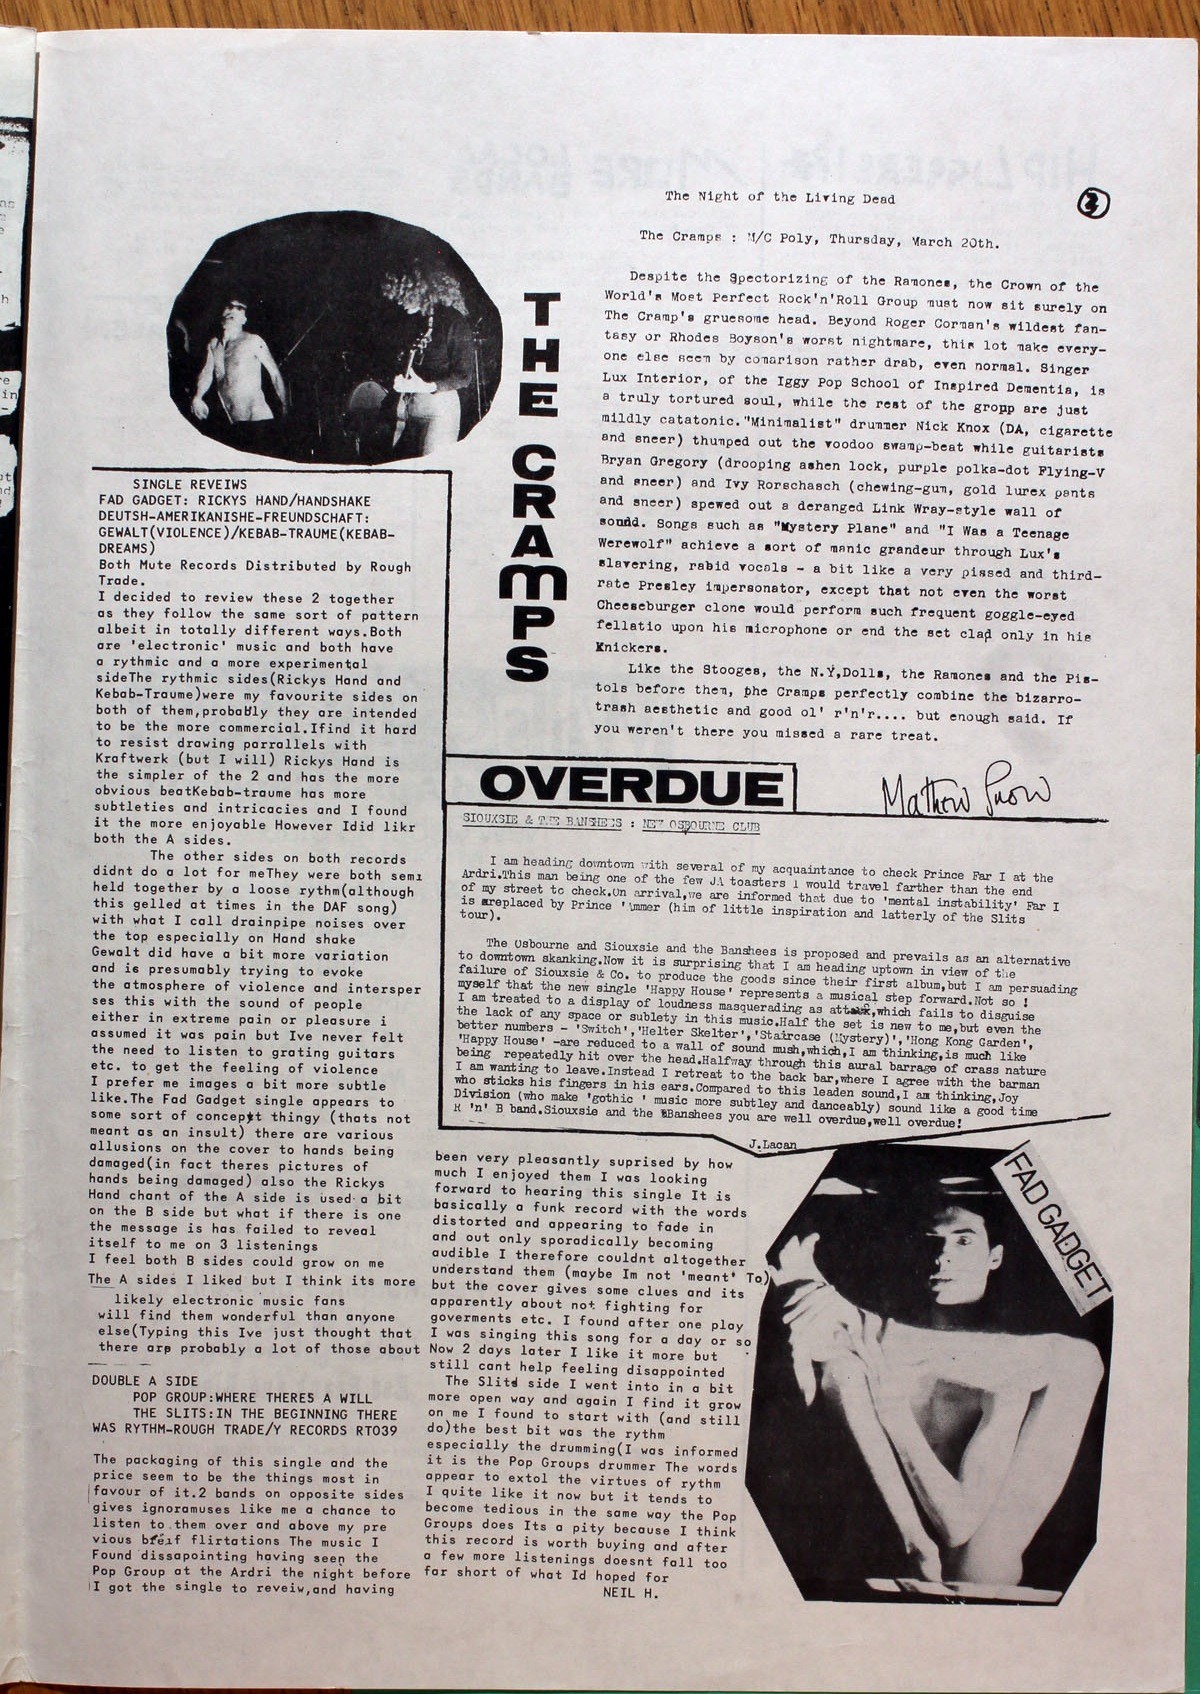 The Night of the Living Dead
3
The Cramps : M/C Poly, Thursday, March 20th.
THE CRAMPS
Despite the Spectorizing of the Ramones, the Crown of the
World's Most Perfect Rock'n'Roll Group must now sit surely on
The Cramp's gruesome head. Beyond Roger Corman's wildest fan-
tasy or Rhodes Boyson's worst nightmare, this lot make every-
one else seem by comarison rather drab, even normal. Singer
Lux Interior, of the Iggy Pop School of Inspired Dementia, is
a truly tortured soul, while the rest of the gropp are just
mildly catatonic."Minimalist" drummer Nick Knox (DA, cigarette
and sneer) thumped out the voodoo swamp-beat while guitarists
Bryan Gregory (drooping ashen lock, purple polka-dot Flying-V
and sneer) and Ivy Rorschasch (chewing-gum, gold lurex pants
and sneer) spewed out a deranged Link Wray-style wall of
sound. Songs such as "Mystery Plane" and "I Was a Teenage
Werewolf" achieve a sort of manic grandeur through Lux's
slavering, rabid vocals - a bit like a very pissed and third-
rate Presley impersonator, except that not even the worst
Cheeseburger clone would perform such frequent goggle-eyed
fellatio upon his microphone or end the set clad only in his
Knickers.
Like the Stooges, the N.Y,Dolls, the Ramones and the Pis-
tols before them, the Cramps perfectly combine the bizarro-
trash aesthetic and good ol' r'n'r.... but enough said. If
you weren't there you missed a rare treat.
Mathew Snow
OVERDUE
SIOUXSIE & THE BANSHEES : NEW OSBOURNE CLUB
I am heading downtown with several of my acquaintance to check Prince Far I at the
Ardri.This man being one of the few JA toasters I would travel farther than the end
of my street to check.On arrival,we are informed that due to 'mental instability' Far I
is replaced by Prince 'ammer (him of little inspiration and latterly of the Slits
tour).
The Osbourne and Siouxsie and the Banshees is proposed and prevails as an alternative
to downtown skanking.Now it is surprising that I am heading uptown in view of the
failure of Siouxsie & Co. to produce the goods since their first album,but I am persuading
myself that the new single 'Happy House' represents a musical step forward.Not so !
I am treated to a display of loudness masquerading as attack,which fails to disguise
the lack of any space or sublety in this music.Half the set is new to me,but even the
better numbers - 'Switch','Helter Skelter','Staircase (Mystery)','Hong Kong Garden',
'Happy House' -are reduced to a wall of sound mush,which,I am thinking,is much like
being repeatedly hit over the head.Halfway through this aural barrage of crass nature
I am wanting to leave.Instead I retreat to the back bar,where I agree with the barman
who sticks his fingers in his ears.Compared to this leaden sound,I am thinking,Joy
Division (who make 'gothic ' music more subtley and danceably) sound like a good time
R 'n' B band.Siouxsie and the Banshees you are well overdue,well overdue!
J.Lacan
SINGLE REVEIWS
FAD GADGET: RICKYS HAND/HANDSHAKE
DEUTSH-AMERIKANISHE-FREUNDSCHAFT:
GEWALT(VIOLENCE)/KEBAB-TRAUME(KEBAB-
DREAMS)
Both Mute Records Distributed by Rough
Trade.
I decided to review these 2 together
as they follow the same sort of pattern
albeit in totally different ways.Both
are 'electronic' music and both have
a rythmic and a more experimental
sideThe rythmic sides(Rickys Hand and
Kebab-Traume)were my favourite sides on
both of them,probably they are intended
to be the more commercial.Ifind it hard
to resist drawing parrallels with
Kraftwerk (but I will) Rickys Hand is
the simpler of the 2 and has the more
obvious beatKebab-traume has more
subtleties and intricacies and I found
it the more enjoyable However Idid likr
both the A sides.
The other sides on both records
didnt do a lot for meThey were both semi
held together by a loose rythm(although
this gelled at times in the DAF song)
with what I call drainpipe noises over
the top especially on Hand shake
Gewalt did have a bit more variation
and is presumably trying to evoke
the atmosphere of violence and intersper
ses this with the sound of people
either in extreme pain or pleasure i
assumed it was pain but Ive never felt
the need to listen to grating guitars
etc. to get the feeling of violence
I prefer me images a bit more subtle
like.The Fad Gadget single appears to
some sort of concept thingy (thats not
meant as an insult) there are various
allusions on the cover to hands being
damaged(in fact theres pictures of
hands being damaged) also the Rickys
Hand chant of the A side is used a bit
on the B side but what if there is one
the message is has failed to reveal
itself to me on 3 listenings
I feel both B sides could grow on me
The A sides I liked but I think its more
likely electronic music fans
will find them wonderful than anyone
else(Typing this Ive just thought that
there are probably a lot of those about
DOUBLE A SIDE
POP GROUP:WHERE THERES A WILL
THE SLITS:IN THE BEGINNING THERE
WAS RYTHM-ROUGH TRADE/Y RECORDS RT039
The packaging of this single and the
price seem to be the things most in
favour of it.2 bands on opposite sides
gives ignoramuses like me a chance to
listen to them over and above my pre
vious breif flirtations The music I
Found dissapointing having seen the
Pop Group at the Ardri the night before
I got the single to reveiw,and having
been very pleasantly suprised by how
much I enjoyed them I was looking
forward to hearing this single It is
basically a funk record with the words
distorted and appearing to fade in
and out only sporadically becoming
audible I therefore couldnt altogether
understand them (maybe Im not 'meant' To)
but the cover gives some clues and its
apparently about not fighting for
goverments etc. I found after one play
I was singing this song for a day or so
Now 2 days later I like it more but
still cant help feeling disappointed
The Slits side I went into in a bit
more open way and again I find it grow
on me I found to start with (and still
do)the best bit was the rythm
especially the drumming(I was informed
it is the Pop Groups drummer The words
appear to extol the virtues of rythm
I quite like it now but it tends to
become tedious in the same way the Pop
Groups does Its a pity because I think
this record is worth buying and after
a few more listenings doesnt fall too
far short of what Id hoped for
NEIL H.
FAD GADGET